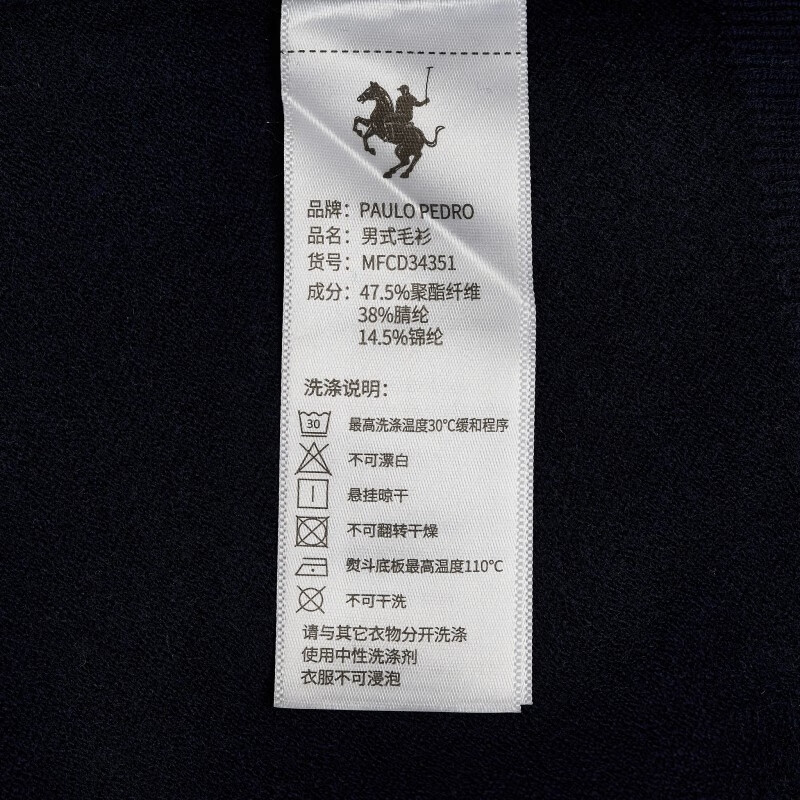 品牌：PAULO PEDRO
品名：男式毛衫
货号：MFCD34351
成分：47.5%聚酯纤维
38%腈纶
14.5%锦纶
洗涤说明：
30 最高洗涤温度30℃缓和程序
不可漂白
悬挂晾干
不可翻转干燥
熨斗底板最高温度110℃
不可干洗
请与其它衣物分开洗涤
使用中性洗涤剂
衣服不可浸泡